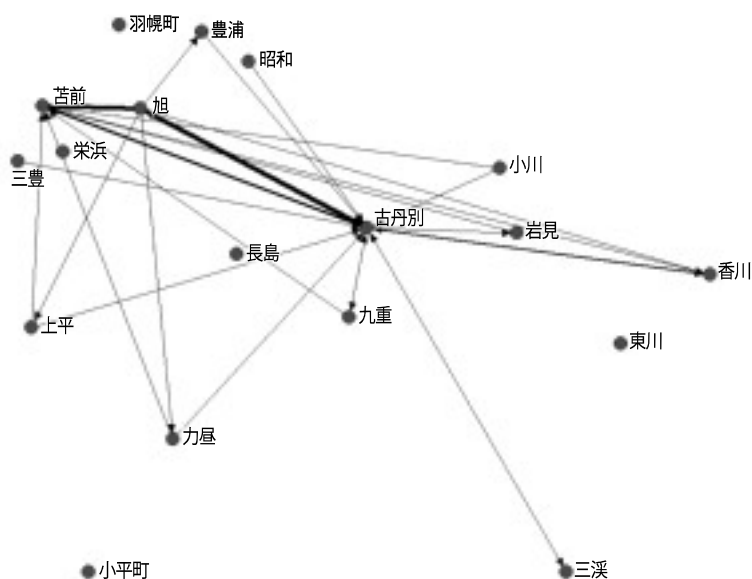 羽幌町
豊浦
昭和
苫前
旭
栄浜
三豊
小川
古丹別
岩見
長島
香川
九重
上平
東川
力昼
小平町
三渓